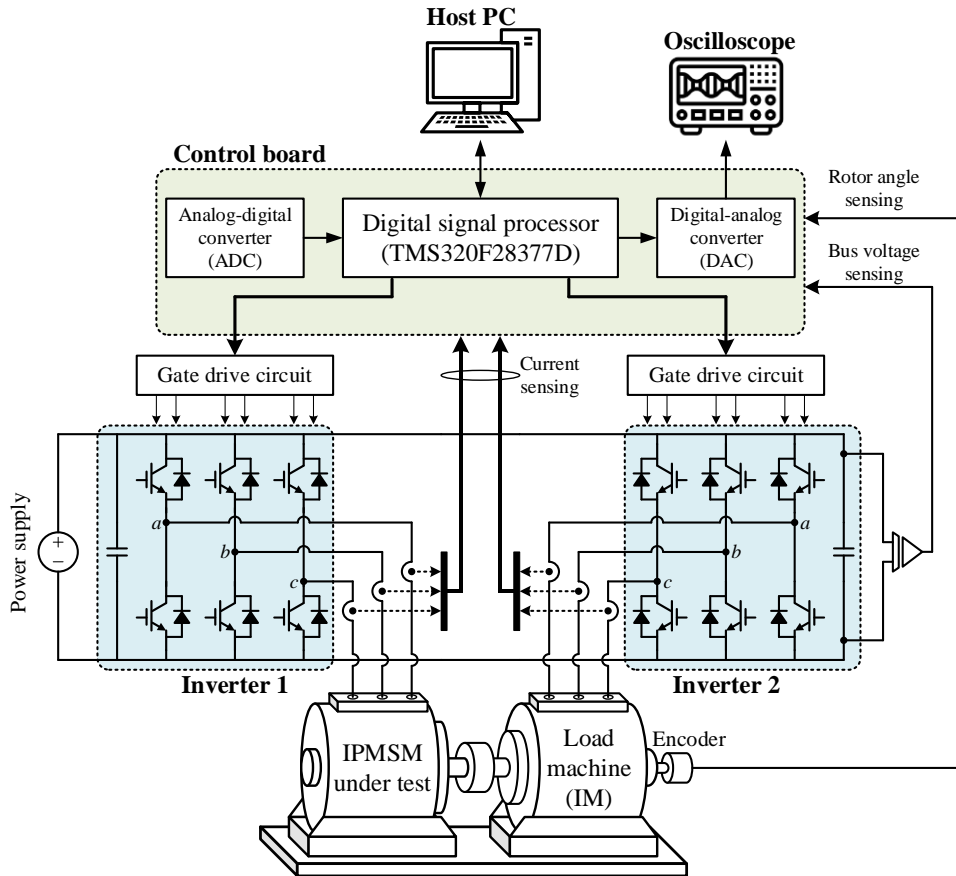 Host PC
Oscilloscope
Control board
Analog-digital
converter
(ADC)
Digital signal processor
(TMS320F28377D)
Digital-analog
converter
(DAC)
Rotor angle
sensing
Bus voltage
sensing
Gate drive circuit
Current
sensing
Gate drive circuit
Power supply
+
−
a
b
c
a
b
c
Inverter 1
Inverter 2
IPMSM
under test
Load
machine
(IM)
Encoder